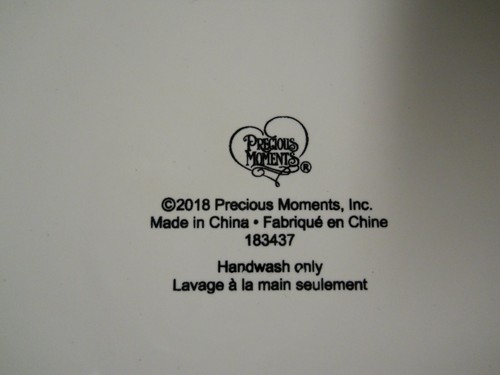 PRECIOUS
MOMENTS®
©2018 Precious Moments, Inc.
Made in China • Fabriqué en Chine
183437
Handwash only
Lavage à la main seulement